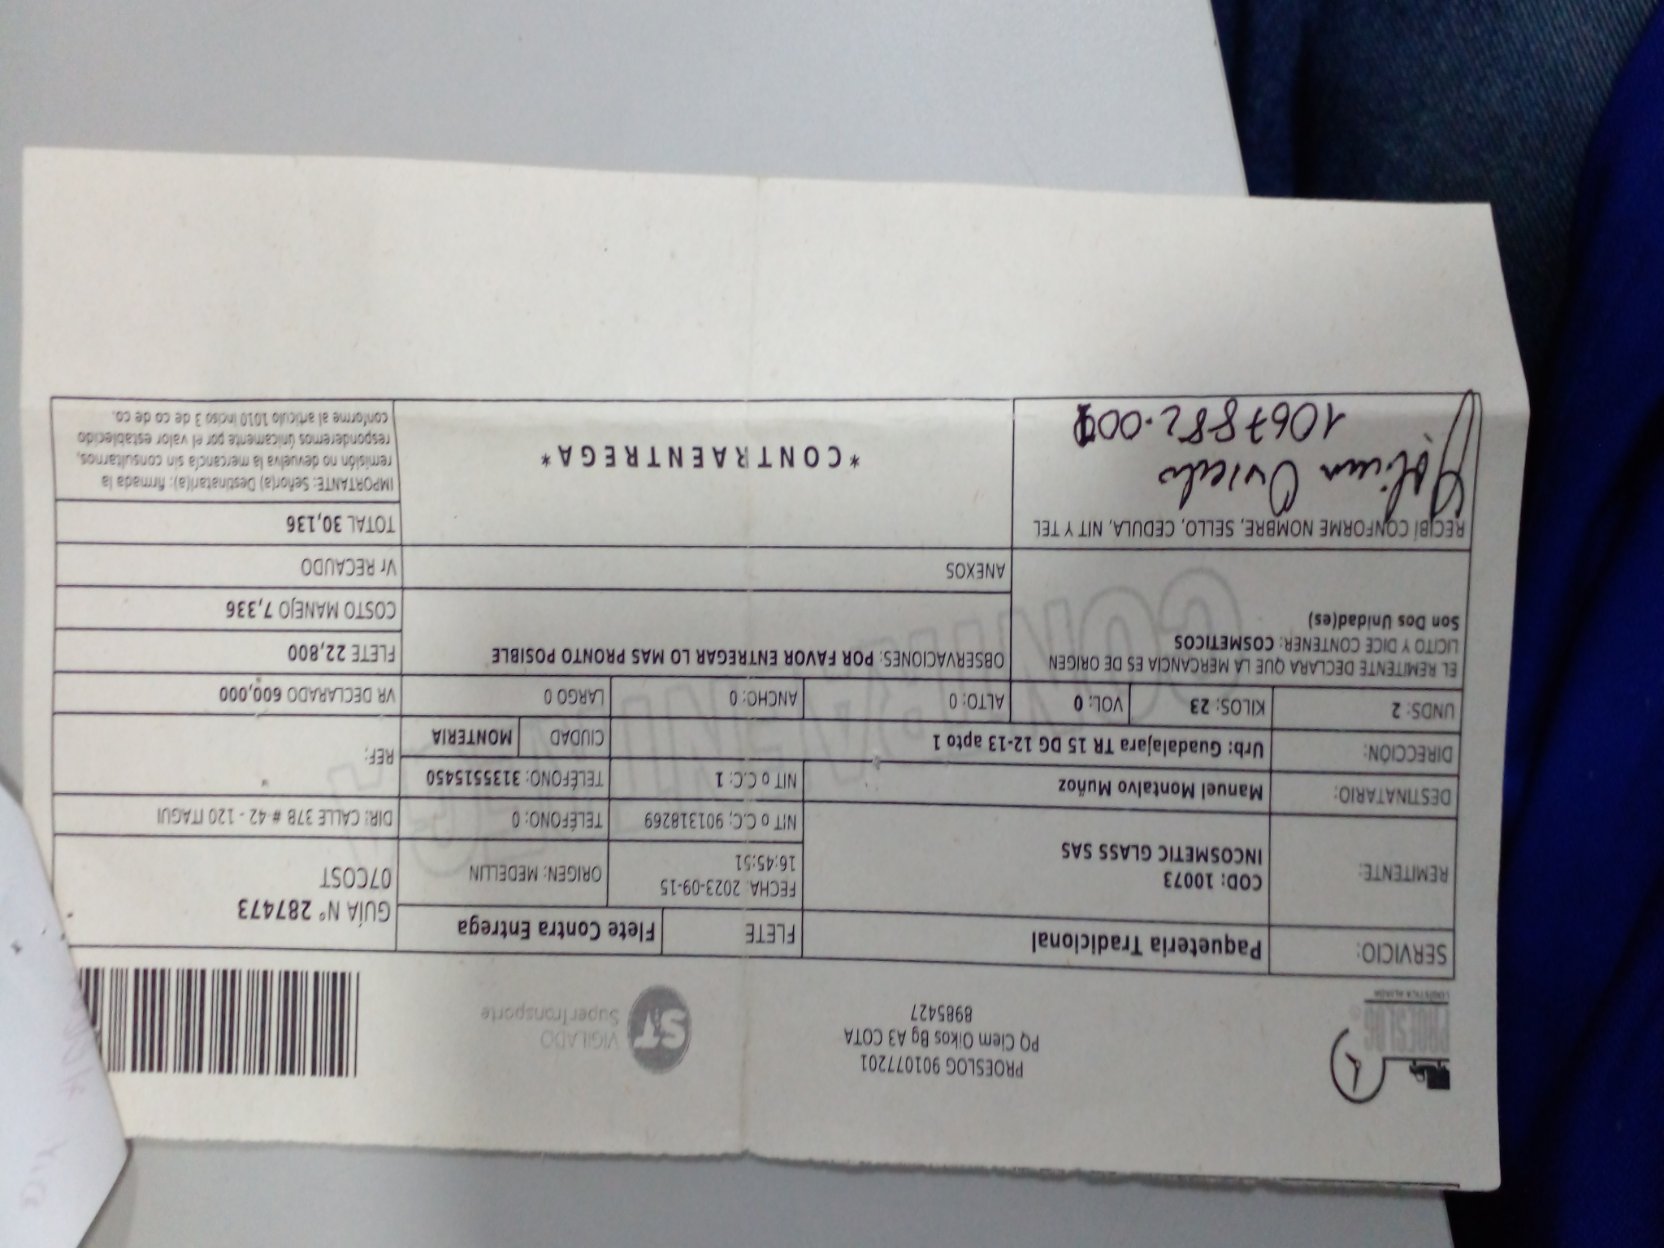 PROESLOG
LOGISTICA ALIADA
PROESLOG 901077201
PQ Clem Oikos Bg A3 COTA
8985427
ST
VIGILADO
SuperTransporte
SERVICIO:
Paqueteria Tradicional
FLETE
Flete Contra Entrega
GUÍA N° 287473
07COST
REMITENTE:
COD: 10073
INCOSMETIC GLASS SAS
FECHA. 2023-09-15
16:45:51
ORIGEN: MEDELLIN
NIT o C.C; 901318269
TELÉFONO: 0
DIR: CALLE 37B # 42 - 120 ITAGUI
DESTINATARIO:
Manuel Montalvo Muñoz
NIT o C.C: 1
TELÉFONO: 3135515450
REF:
DIRECCIÓN:
Urb: Guadalajara TR 15 DG 12-13 apto 1
CIUDAD
MONTERIA
UNDS: 2
KILOS: 23
VOL: 0
ALTO: 0
ANCHO: 0
LARGO 0
VR DECLARADO 600,000
EL REMITENTE DECLARA QUE LA MERCANCIA ES DE ORIGEN
LICITO Y DICE CONTENER: COSMETICOS
Son Dos Unidad(es)
OBSERVACIONES: POR FAVOR ENTREGAR LO MAS PRONTO POSIBLE
FLETE 22,800
COSTO MANEJO 7,336
ANEXOS
Vr RECAUDO
RECIBÍ CONFORME NOMBRE, SELLO, CEDULA, NIT Y TEL
Oviedo
*CONTRAENTREGA*
TOTAL 30,136
IMPORTANTE: Señor(a) Destinatari(a): firmada la
remisión no devuelva la mercancía sin consultarnos,
responderemos únicamente por el valor establecido
conforme al artículo 1010 inciso 3 de co de co.